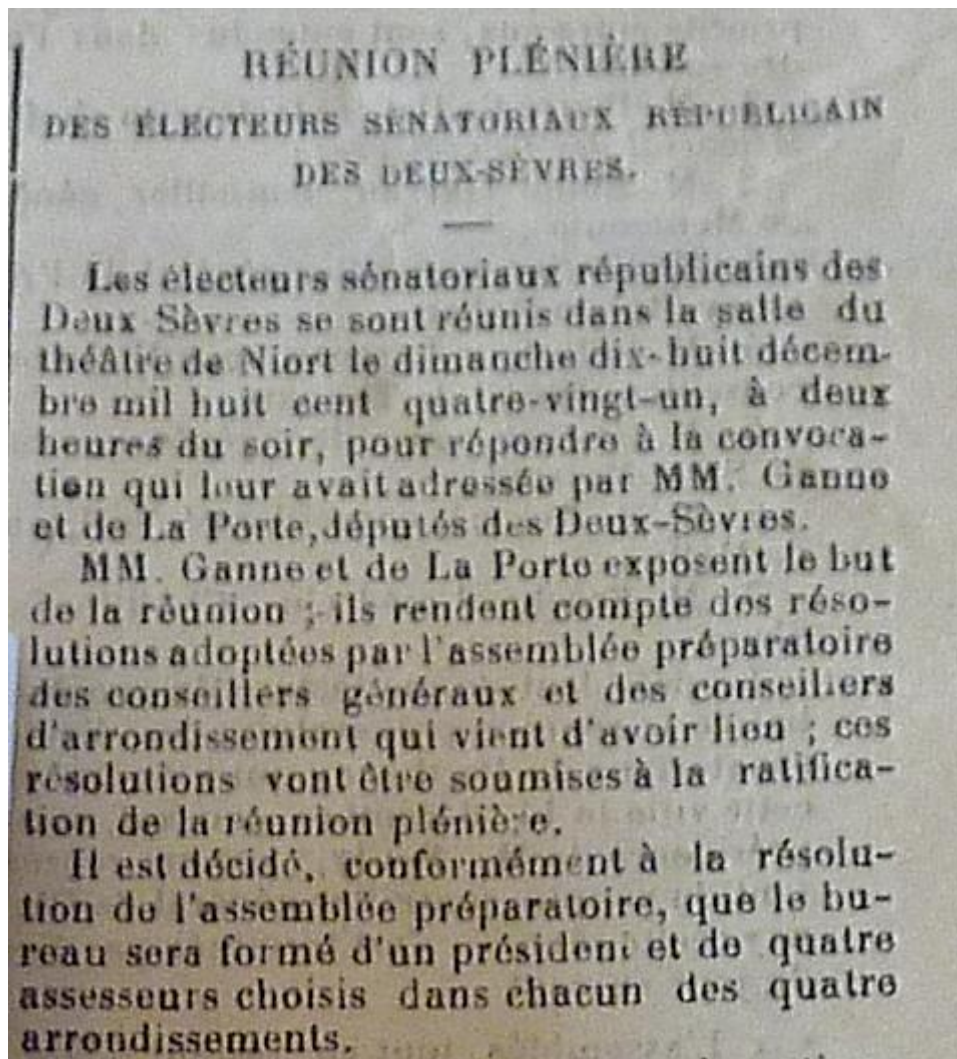 RÉUNION PLÉNIÈRE
DES ÉLECTEURS SÉNATORIAUX RÉPUBLICAIN
DES DEUX-SÈVRES.
Les électeurs sénatoriaux républicains des
Deux Sèvres se sont réunis dans la salle du
théâtre de Niort le dimanche dix-huit décem-
bre mil huit cent quatre-vingt-un, à deux
heures du soir, pour répondre à la convoca-
tion qui leur avait adressée par MM. Ganne
et de La Porte, députés des Deux-Sèvres.
MM. Ganne et de La Porte exposent le but
de la réunion ; ils rendent compte des réso-
lutions adoptées par l'assemblée préparatoire
des conseillers généraux et des conseillers
d'arrondissement qui vient d'avoir lieu ; ces
résolutions vont être soumises à la ratifica-
tion de la réunion plénière.
Il est décidé, conformément à la résolu-
tion de l'assemblée préparatoire, que le bu-
reau sera formé d'un président et de quatre
assesseurs choisis dans chacun des quatre
arrondissements.